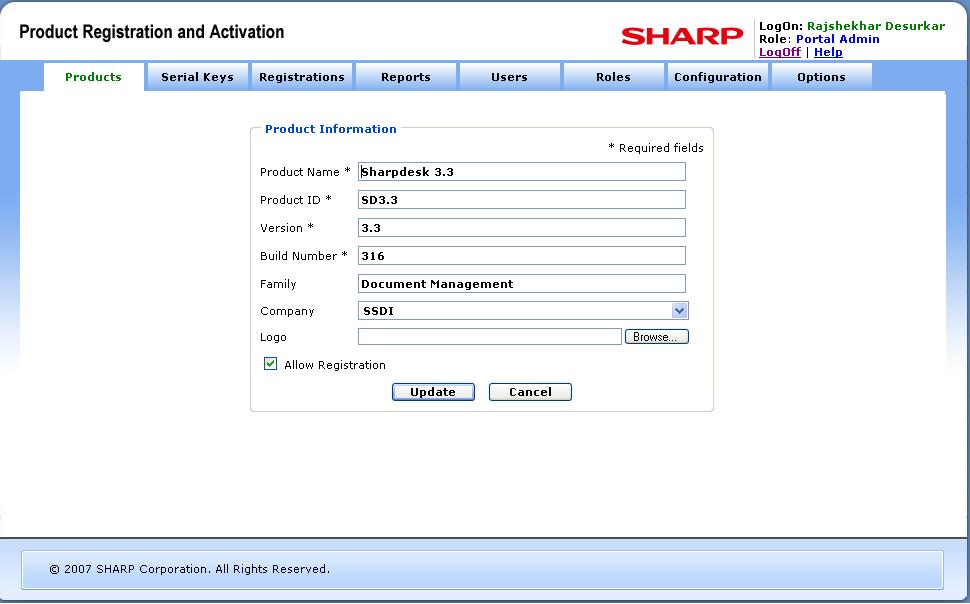 Product Registration and Activation
SHARP
LogOn: Rajshekhar Desurkar
Role: Portal Admin
LogOff | Help
Products Serial Keys Registrations Reports Users Roles Configuration Options
Product Information
* Required fields
Product Name * Sharpdesk 3.3
Product ID * SD3.3
Version * 3.3
Build Number * 316
Family Document Management
Company SSDI
Logo Browse...
Allow Registration
Update Cancel
© 2007 SHARP Corporation. All Rights Reserved.